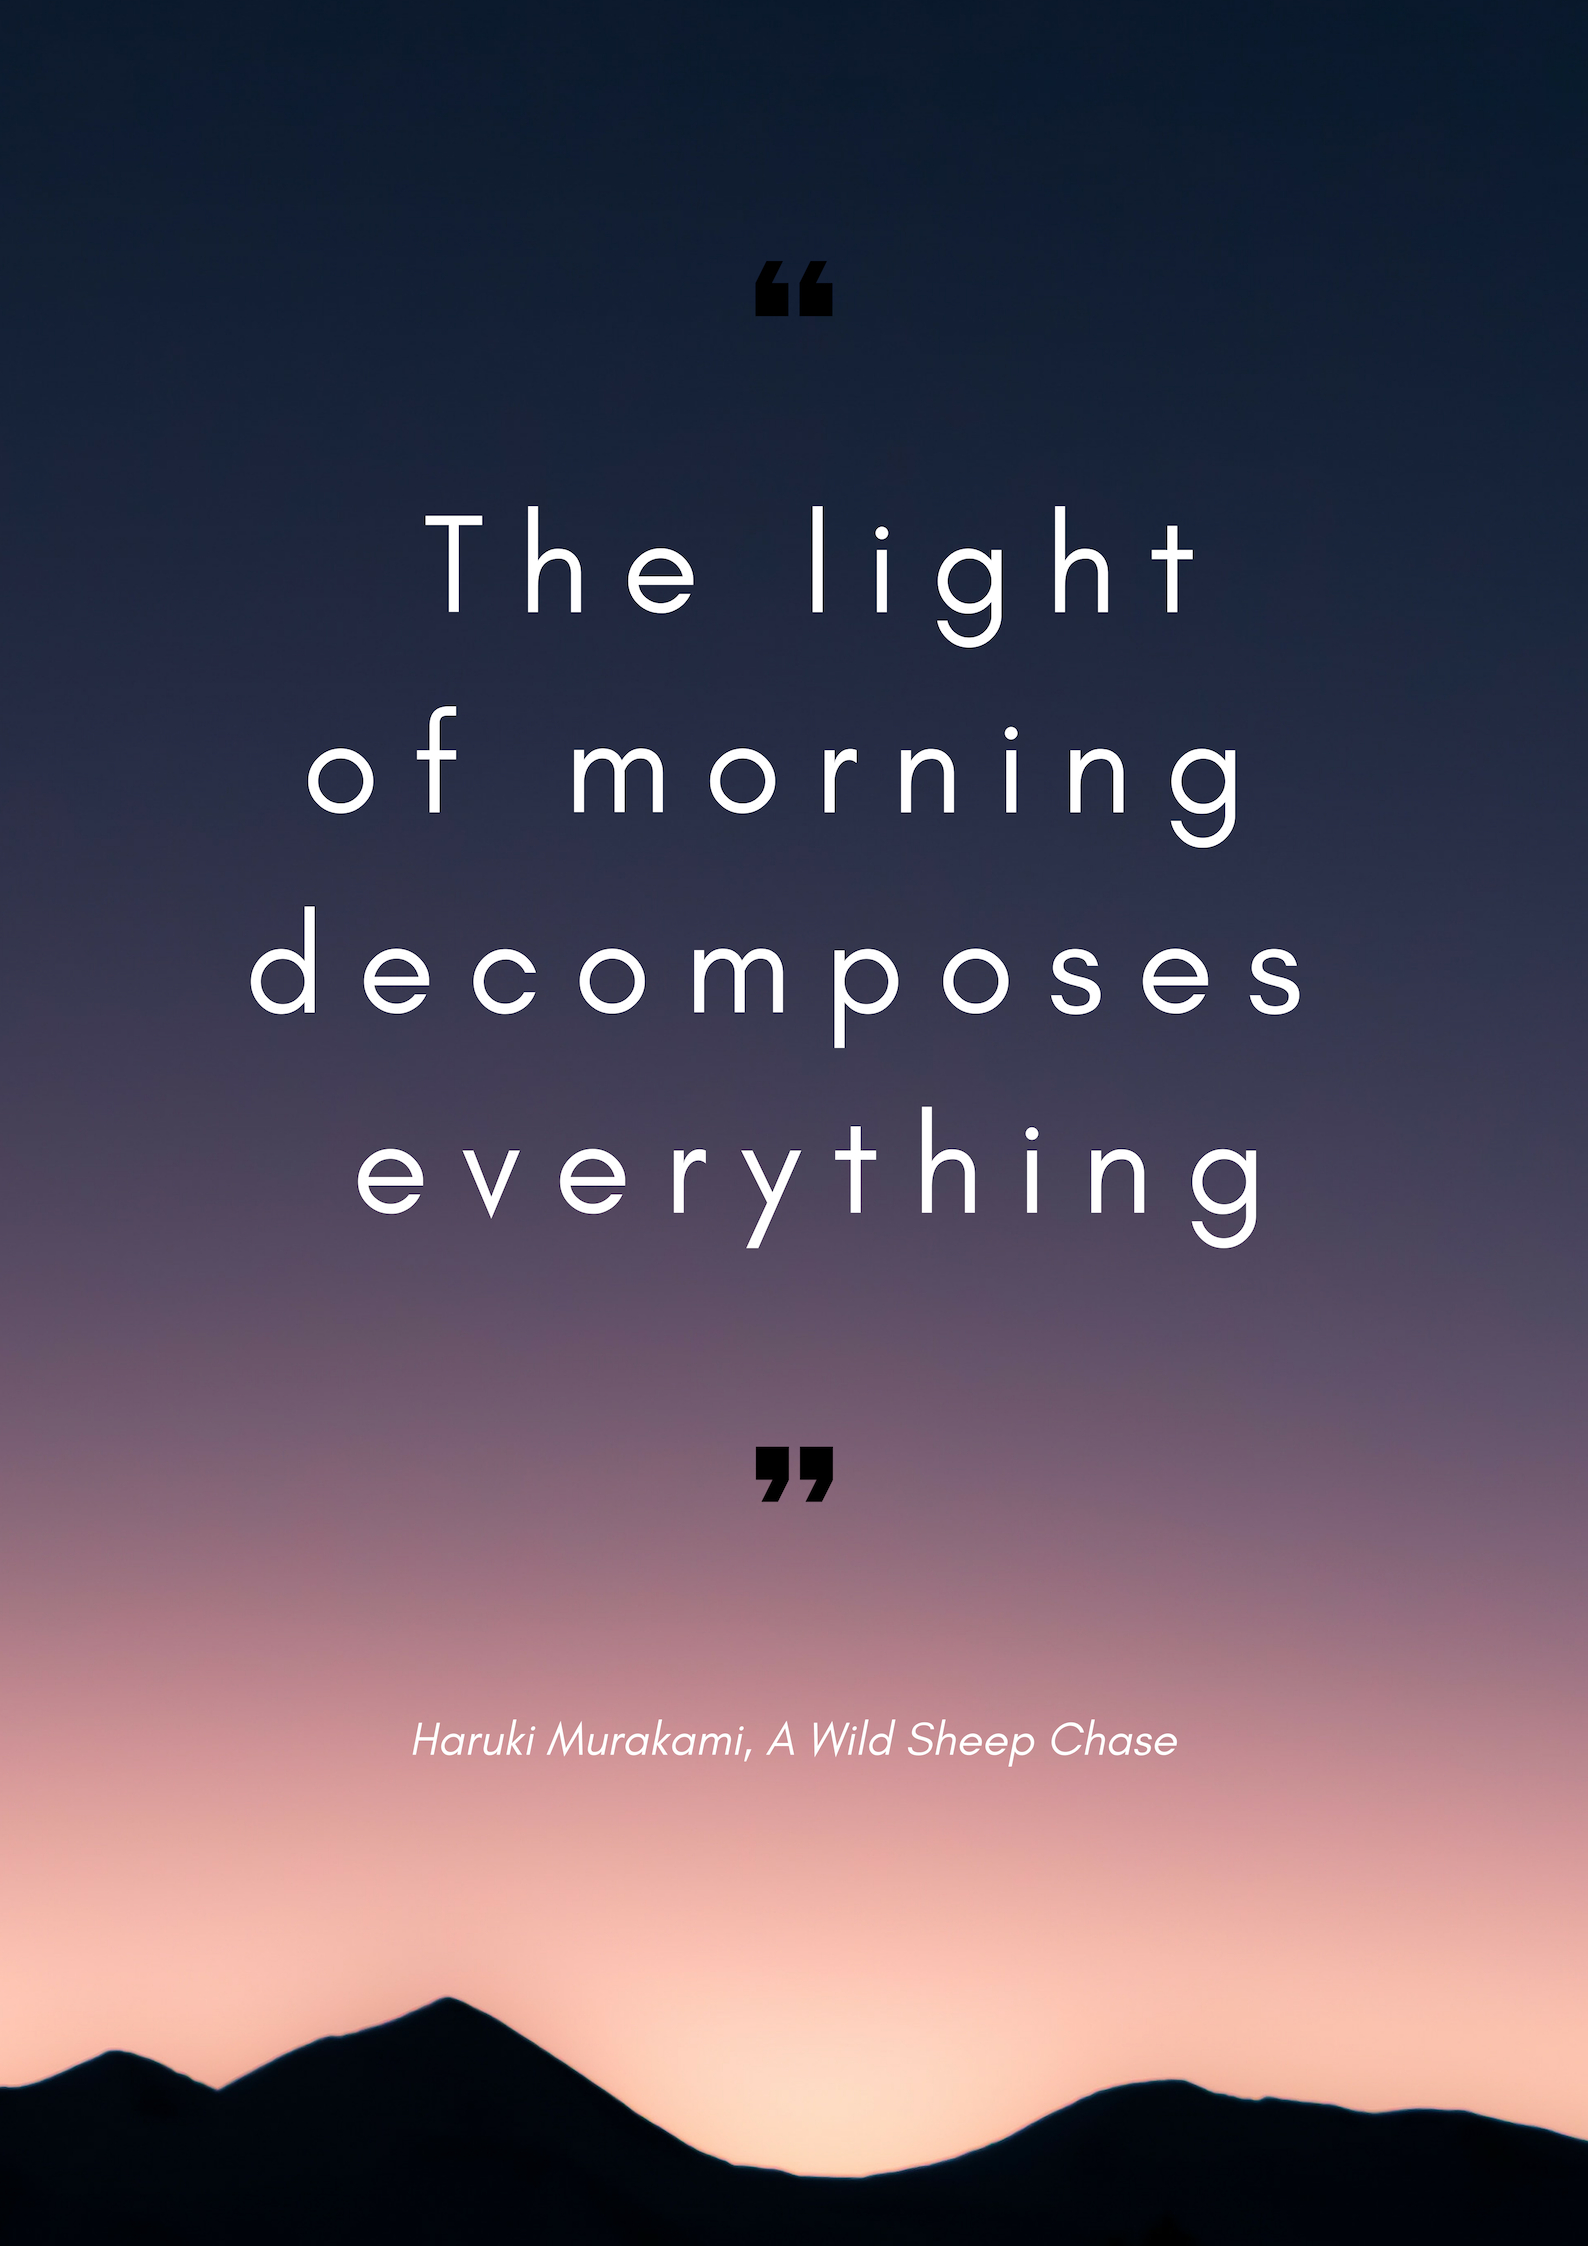 “
The light
of morning
decomposes
everything
”
Haruki Murakami, A Wild Sheep Chase